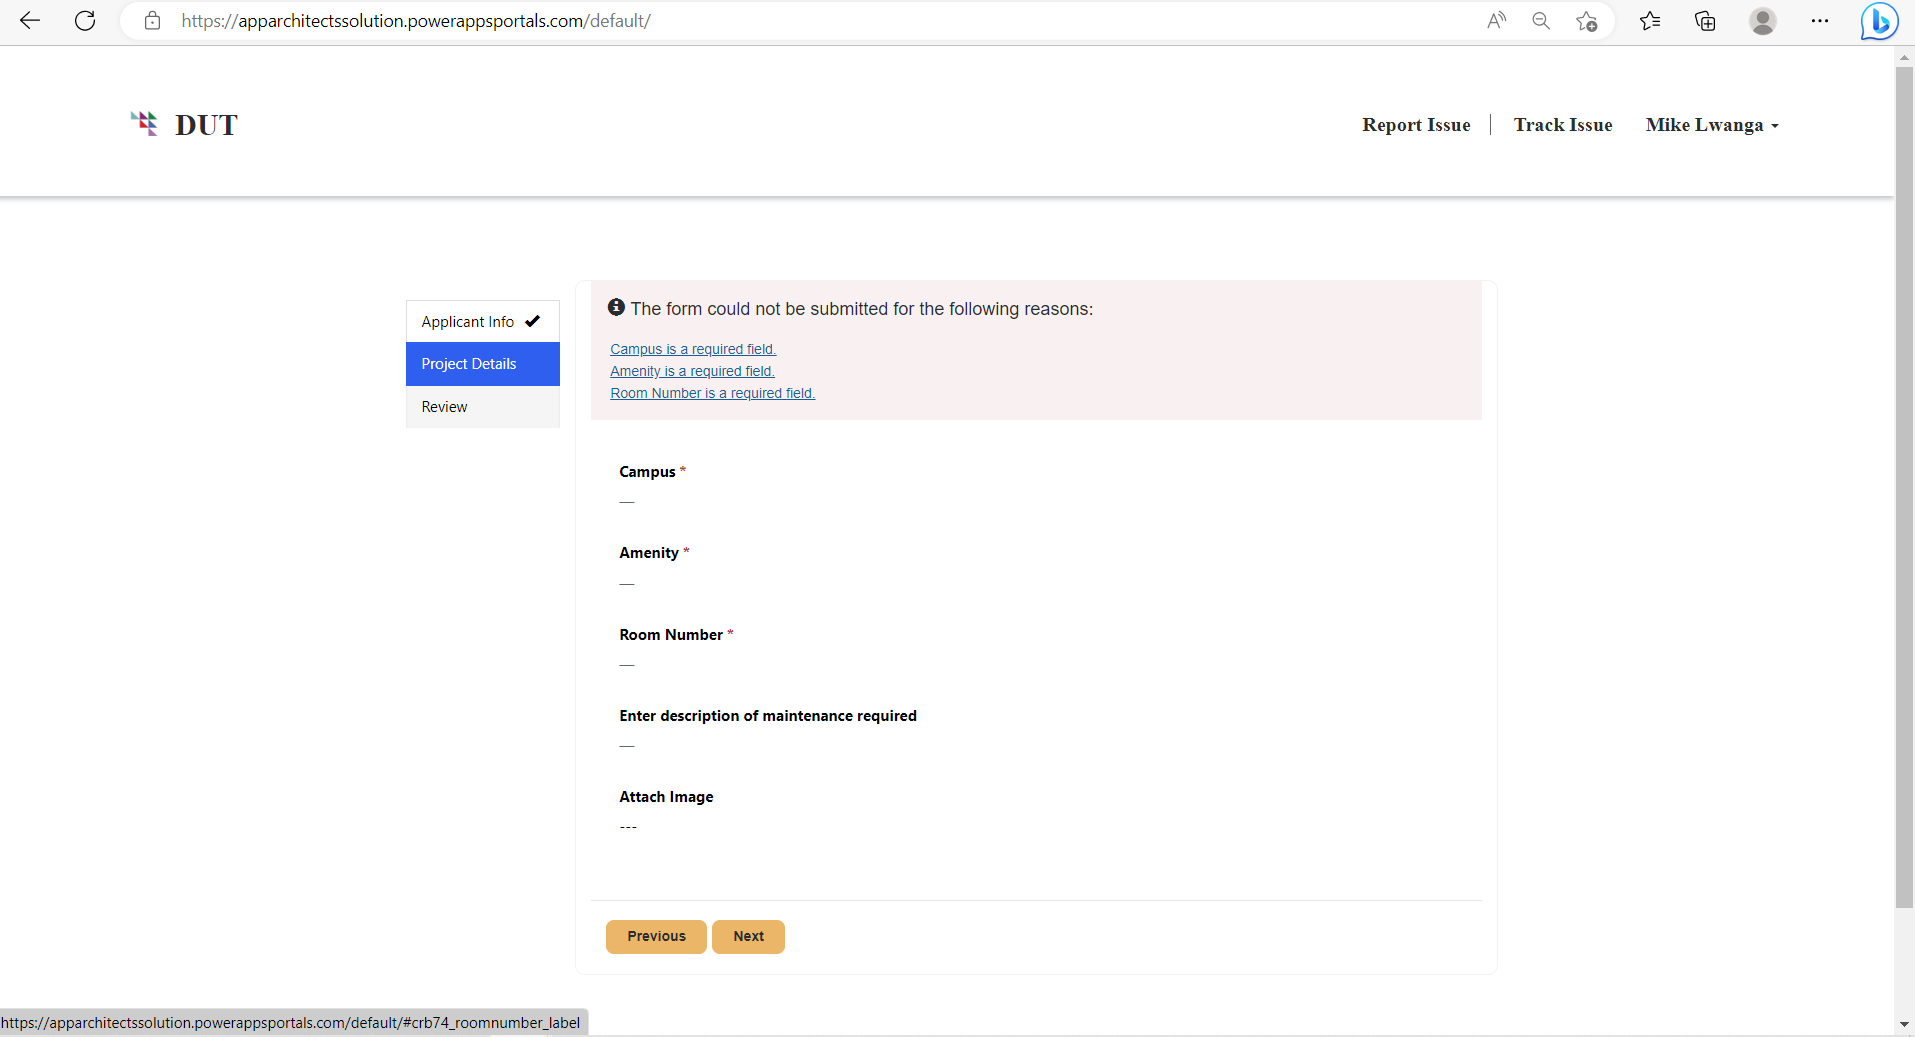 https://apparchitectssolution.powerappsportals.com/default/
DUT
Report Issue
Track Issue
Mike Lwanga
Applicant Info
Project Details
Review
The form could not be submitted for the following reasons:
Campus is a required field.
Amenity is a required field.
Room Number is a required field.
Campus *
—
Amenity *
—
Room Number *
—
Enter description of maintenance required
—
Attach Image
---
Previous
Next
https://apparchitectssolution.powerappsportals.com/default/#crb74_roomnumber_label